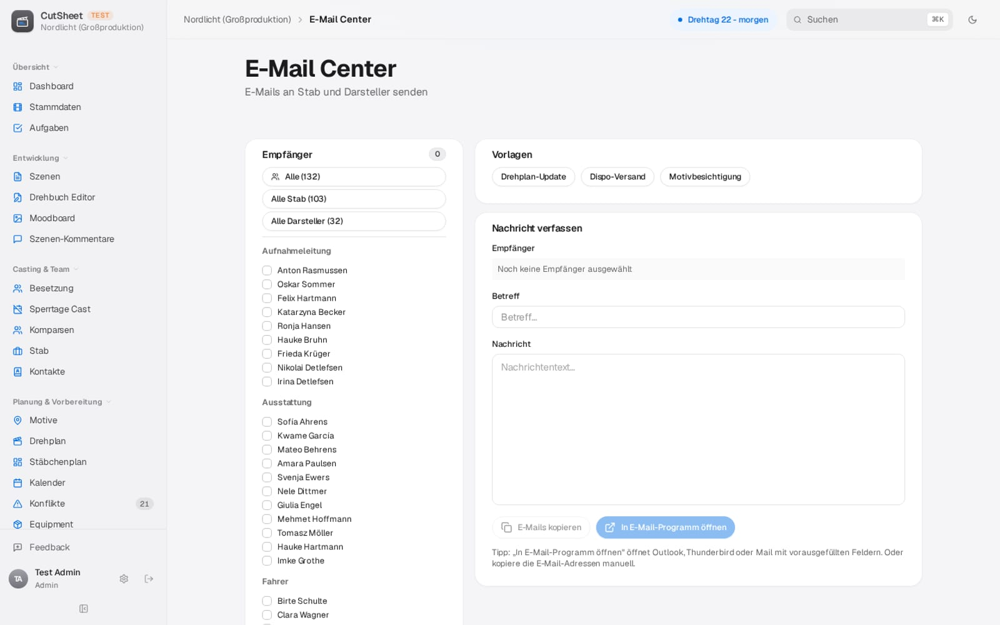 CutSheet TEST
Nordlicht (Großproduktion)
Übersicht
Dashboard
Stammdaten
Aufgaben
Entwicklung
Szenen
Drehbuch Editor
Moodboard
Szenen-Kommentare
Casting & Team
Besetzung
Sperrtage Cast
Komparsen
Stab
Kontakte
Planung & Vorbereitung
Motive
Drehplan
Stäbchenplan
Kalender
Konflikte 21
Equipment
Feedback
TA
Test Admin
Admin
Nordlicht (Großproduktion) > E-Mail Center
Drehtag 22 - morgen
Suchen ⌘K
E-Mail Center
E-Mails an Stab und Darsteller senden
Empfänger 0
Alle (132)
Alle Stab (103)
Alle Darsteller (32)
Aufnahmeleitung
Anton Rasmussen
Oskar Sommer
Felix Hartmann
Katarzyna Becker
Ronja Hansen
Hauke Bruhn
Frieda Krüger
Nikolai Detlefsen
Irina Detlefsen
Ausstattung
Sofía Ahrens
Kwame García
Mateo Behrens
Amara Paulsen
Svenja Ewers
Nele Dittmer
Giulia Engel
Mehmet Hoffmann
Tomasz Möller
Hauke Hartmann
Imke Grothe
Fahrer
Birte Schulte
Clara Wagner
Vorlagen
Drehplan-Update Dispo-Versand Motivbesichtigung
Nachricht verfassen
Empfänger
Noch keine Empfänger ausgewählt
Betreff
Betreff...
Nachricht
Nachrichtentext...
E-Mails kopieren In E-Mail-Programm öffnen
Tipp: „In E-Mail-Programm öffnen" öffnet Outlook, Thunderbird oder Mail mit vorausgefüllten Feldern. Oder
kopiere die E-Mail-Adressen manuell.